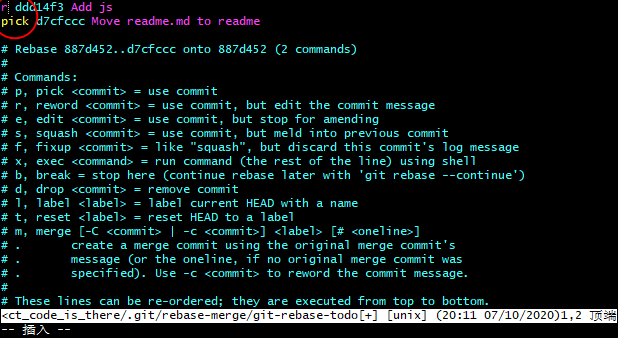 r ddd14f3 Add js
pick d7cfccc Move readme.md to readme
# Rebase 887d452..d7cfccc onto 887d452 (2 commands)
#
# Commands:
# p, pick <commit> = use commit
# r, reword <commit> = use commit, but edit the commit message
# e, edit <commit> = use commit, but stop for amending
# s, squash <commit> = use commit, but meld into previous commit
# f, fixup <commit> = like "squash", but discard this commit's log message
# x, exec <command> = run command (the rest of the line) using shell
# b, break = stop here (continue rebase later with 'git rebase --continue')
# d, drop <commit> = remove commit
# l, label <label> = label current HEAD with a name
# t, reset <label> = reset HEAD to a label
# m, merge [-C <commit> | -c <commit>] <label> [# <oneline>]
# .       create a merge commit using the original merge commit's
# .       message (or the oneline, if no original merge commit was
# .       specified). Use -c <commit> to reword the commit message.
#
# These lines can be re-ordered; they are executed from top to bottom.
<ct_code_is_there/.git/rebase-merge/git-rebase-todo[+] [unix] (20:11 07/10/2020)1,2 顶端
-- 插入 --